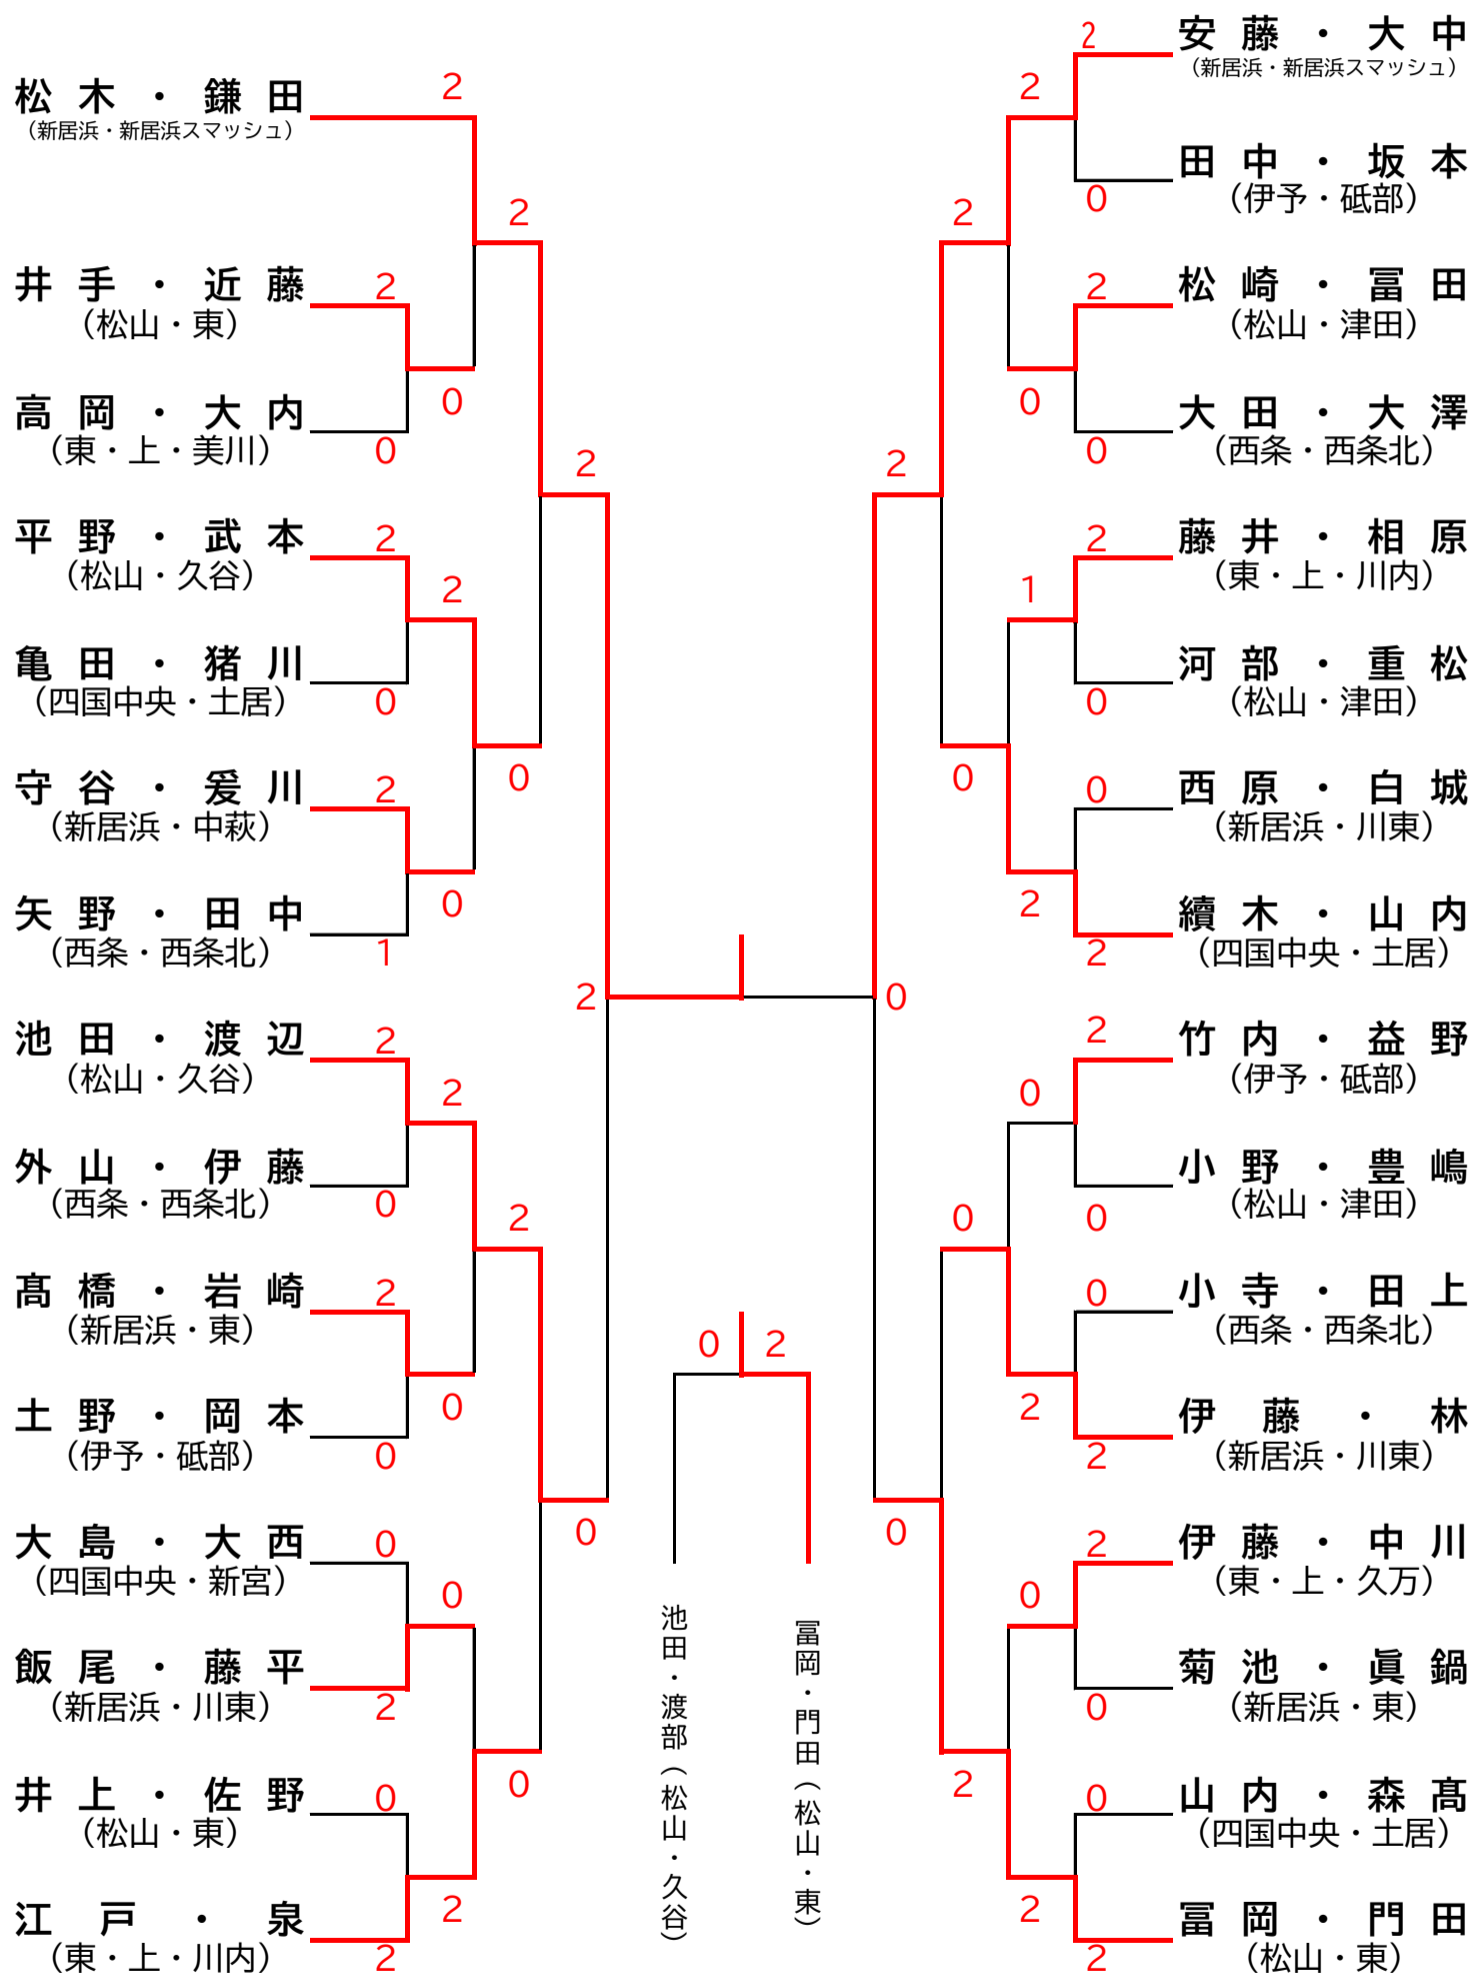 松木・鎌田
（新居浜・新居浜スマッシュ）
2
2
井手・近藤
（松山・東）
2
高岡・大内
（東・上・美川）
0
0
2
平野・武本
（松山・久谷）
2
2
亀田・猪川
（四国中央・土居）
0
0
守谷・爰川
（新居浜・中萩）
2
0
矢野・田中
（西条・西条北）
1
2
池田・渡辺
（松山・久谷）
2
2
外山・伊藤
（西条・西条北）
0
2
髙橋・岩崎
（新居浜・東）
2
0
土野・岡本
（伊予・砥部）
0
0
大島・大西
（四国中央・新宮）
0
0
飯尾・藤平
（新居浜・川東）
2
0
井上・佐野
（松山・東）
0
2
江戸・泉
（東・上・川内）
2
0
2
池田・渡部（松山・久谷）
冨岡・門田（松山・東）
安藤・大中
（新居浜・新居浜スマッシュ）
2
2
田中・坂本
（伊予・砥部）
0
2
松崎・冨田
（松山・津田）
2
0
大田・大澤
（西条・西条北）
0
2
藤井・相原
（東・上・川内）
2
1
河部・重松
（松山・津田）
0
0
西原・白城
（新居浜・川東）
0
2
續木・山内
（四国中央・土居）
2
0
竹内・益野
（伊予・砥部）
2
0
小野・豊嶋
（松山・津田）
0
0
小寺・田上
（西条・西条北）
0
2
伊藤・林
（新居浜・川東）
2
0
伊藤・中川
（東・上・久万）
2
0
菊池・眞鍋
（新居浜・東）
0
2
山内・森髙
（四国中央・土居）
0
2
冨岡・門田
（松山・東）
2